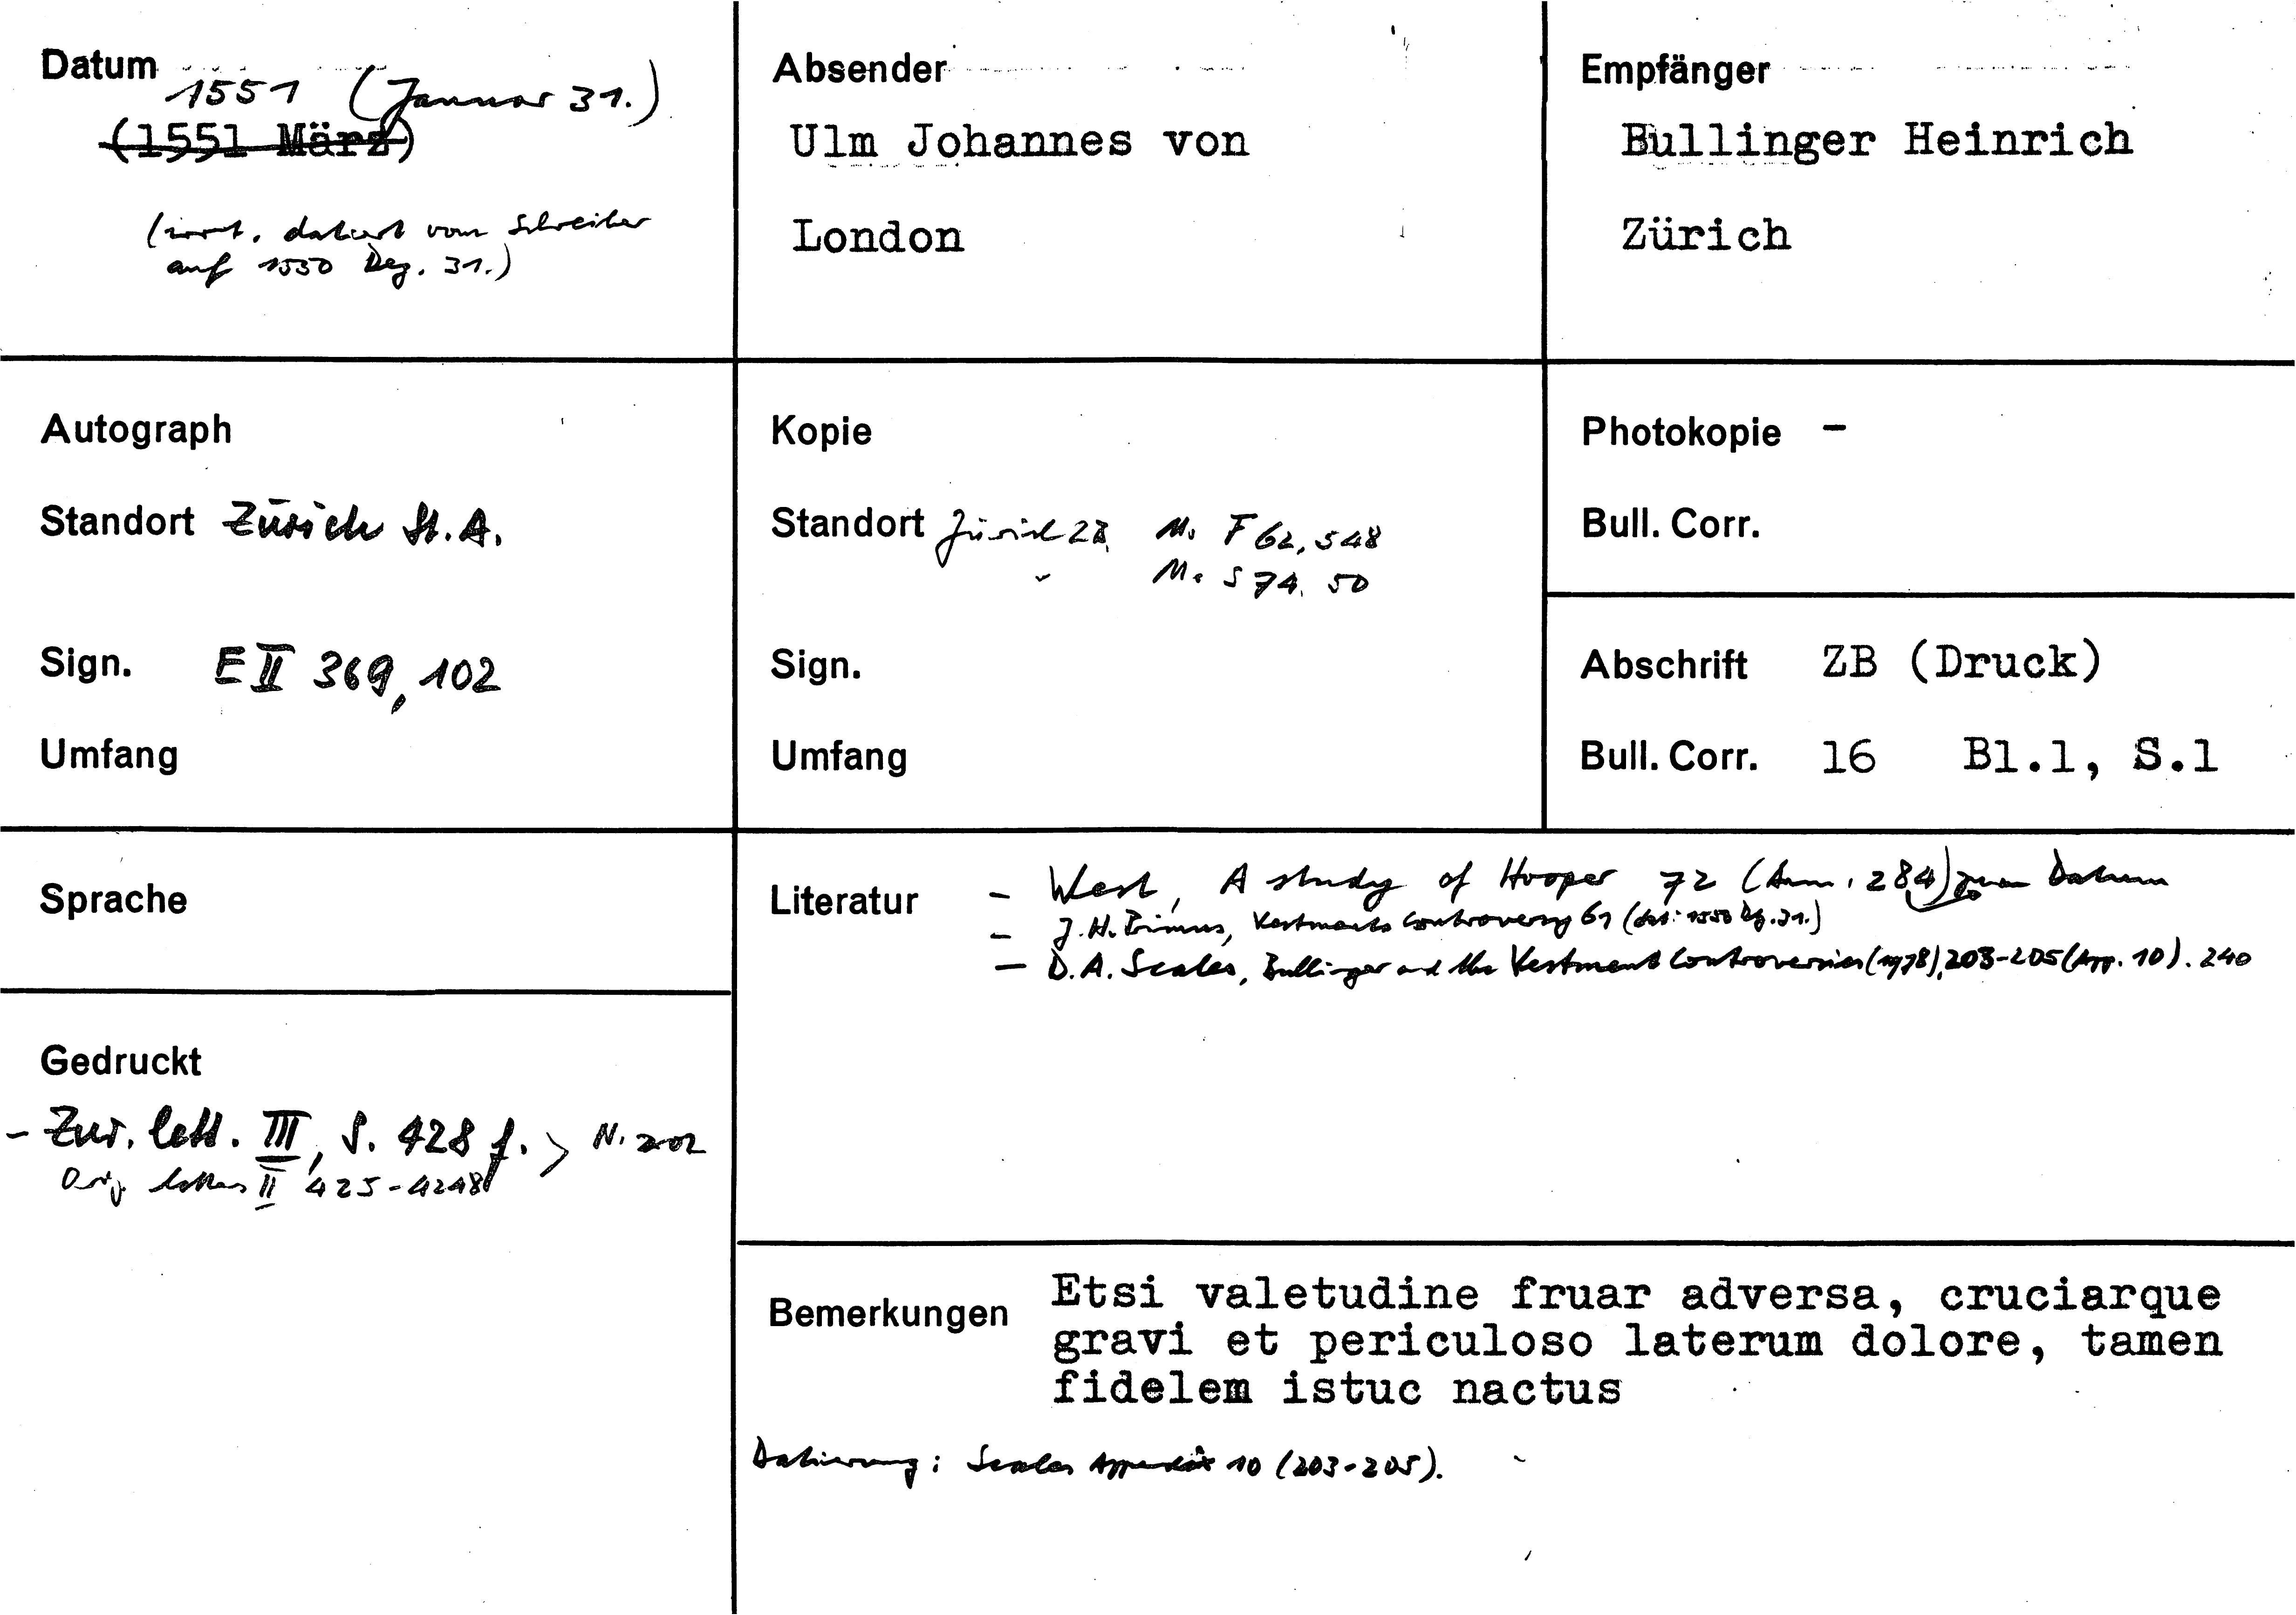 Datum
1551 (Januar 31.)
(1551 März)
datiert vom Schreiber
auf 1550 Dez. 31.)
Absender
Ulm Johannes von
London
Empfänger
Bullinger Heinrich
Zürich
Autograph
Standort Zürich St.A.
Sign. E II 369, 102
Umfang
Kopie
Standort Zürich ZB, Ms F 62, 548
" Ms S 74, 50
Sign.
Umfang
Photokopie -
Bull. Corr.
Abschrift ZB (Druck)
Bull. Corr. 16 Bl.1, S.1
Sprache
Gedruckt
- Zur. lett. III, S. 428 f. > N. 202
Orig. letters II 425-
Literatur - West, A study of Hooper 72 (Anm. 284) zum Datum
- J.H. Primus, Vestments Controversy 61 (dat: 1550 Dez. 31.)
- D.A. Scales, Bullinger and the Vestment Controversies (1978), 203-205 (App. 10). 240
Bemerkungen Etsi valetudine fruar adversa, cruciarque
gravi et periculoso laterum dolore, tamen
fidelem istuc nactus
Datierung: Scales Appendix 10 (203-205).